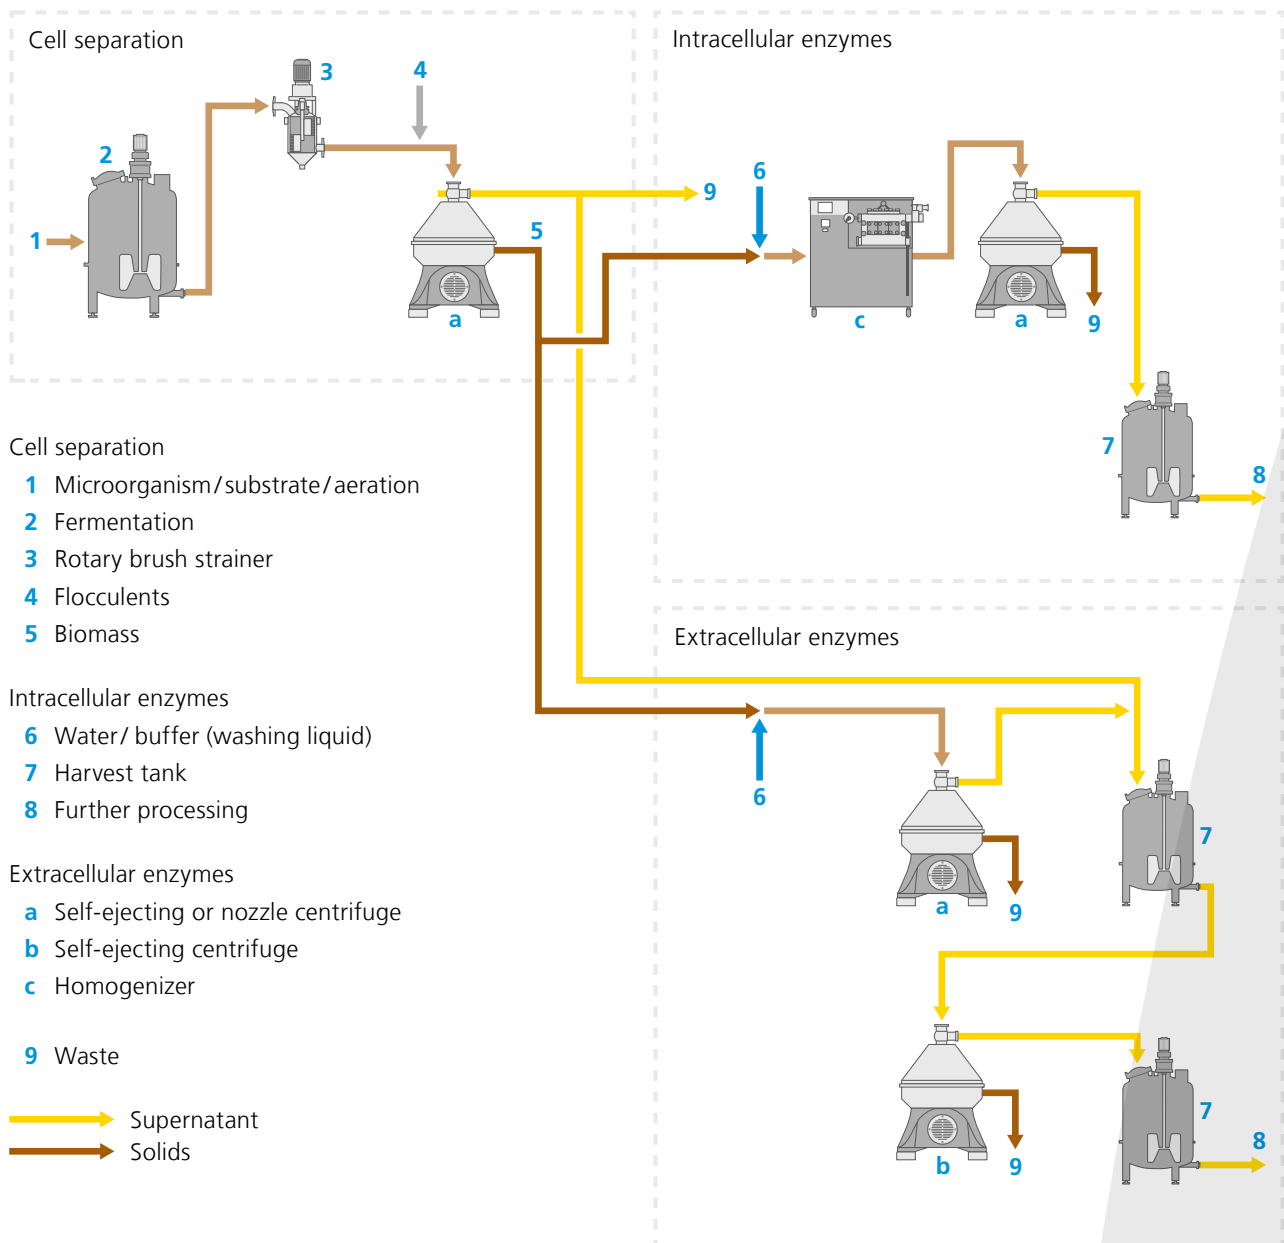 Cell separation
3
4
2
1
5
9
a
Intracellular enzymes
6
c
a
9
7
8
Cell separation
1 Microorganism/substrate/aeration
2 Fermentation
3 Rotary brush strainer
4 Flocculents
5 Biomass
Intracellular enzymes
6 Water/ buffer (washing liquid)
7 Harvest tank
8 Further processing
Extracellular enzymes
a Self-ejecting or nozzle centrifuge
b Self-ejecting centrifuge
c Homogenizer
9 Waste
Supernatant
Solids
Extracellular enzymes
6
a
9
7
b
9
7
8